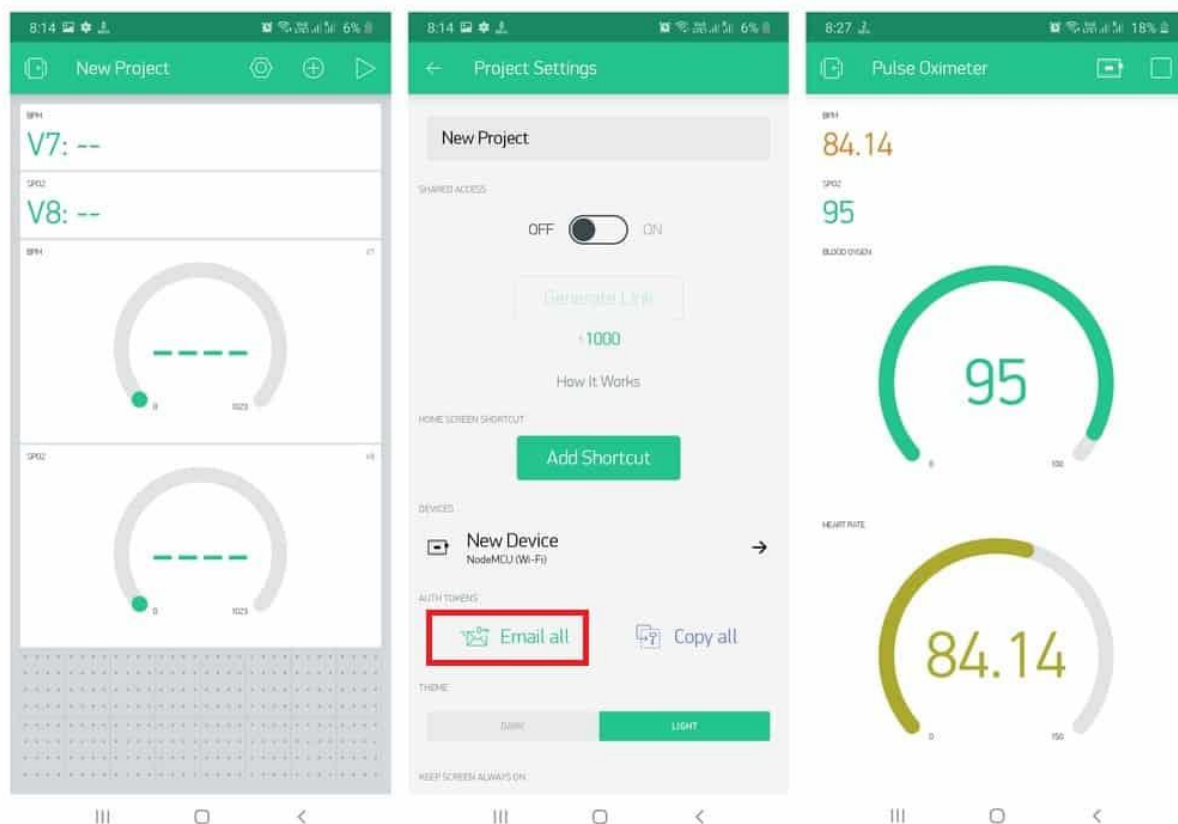 8:14
6%
New Project
BPM
V7: --
SPO2
V8: --
BPM
V7
0
1023
SPO2
V8
0
1023
8:14
6%
Project Settings
New Project
SHARED ACCESS
OFF
ON
Generate Link
1000
How It Works
HOME SCREEN SHORTCUT
Add Shortcut
DEVICES
New Device
NodeMCU (Wi-Fi)
AUTH TOKENS
Email all
Copy all
THEME
DARK
LIGHT
KEEP SCREEN ALWAYS ON
8:27
18%
Pulse Oximeter
BPM
84.14
SPO2
95
95
0
100
HEART RATE
84.14
0
150